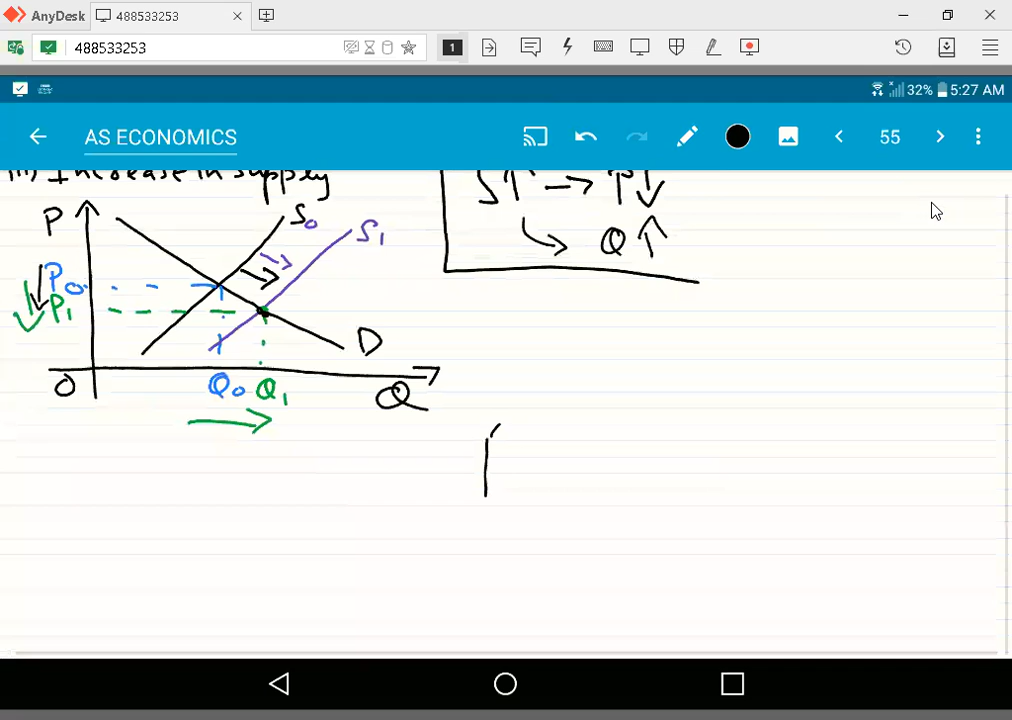 AnyDesk
488533253
488533253
1
32%
5:27 AM
AS ECONOMICS
55
iii) Increase in supply
S↑ → P↓
↳ Q ↑
P
S0
S1
P0
P1
D
O
Q0 Q1
Q